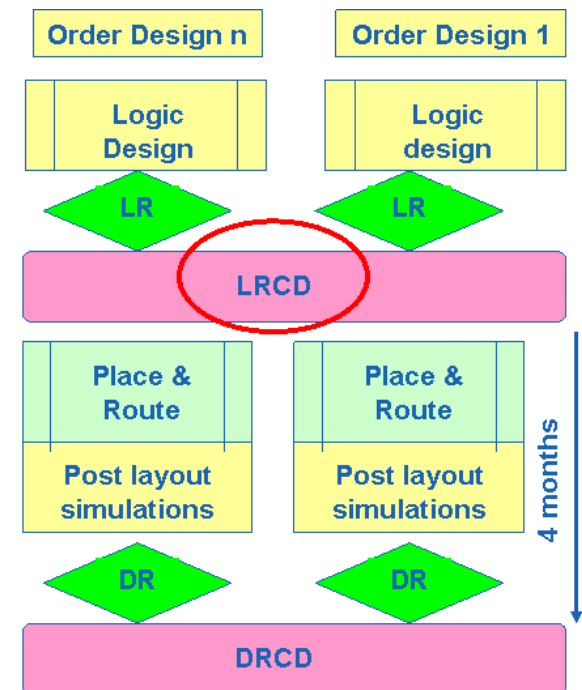 Order Design n
Order Design 1
Logic
Design
Logic
design
LR
LR
LRCD
Place &
Route
Place &
Route
Post layout
simulations
Post layout
simulations
4 months
DR
DR
DRCD